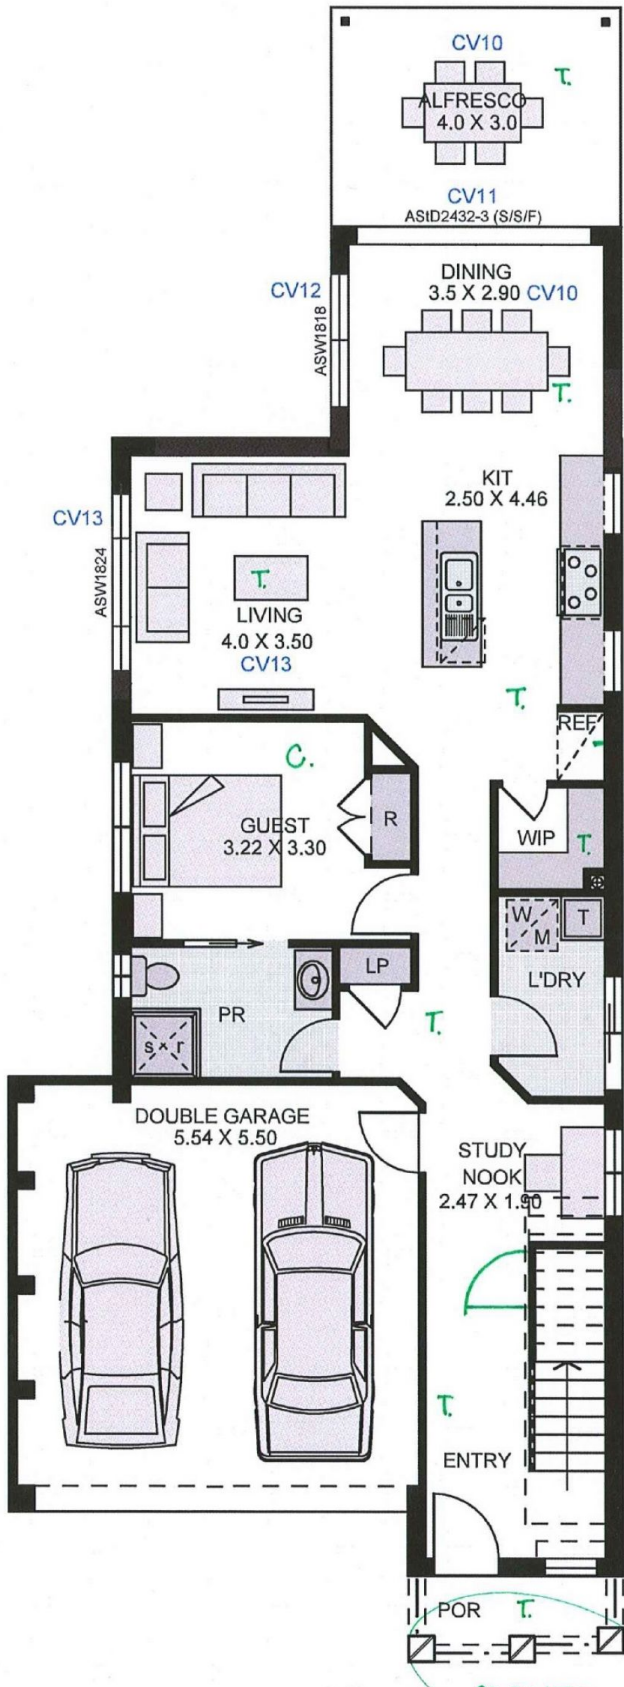 CV10
T.
ALFRESCO
4.0 X 3.0
CV11
AStD2432-3 (S/S/F)
DINING
3.5 X 2.90 CV10
CV12
ASW1818
T.
KIT
2.50 X 4.46
CV13
ASW1824
T.
LIVING
4.0 X 3.50
CV13
T.
REF
C.
GUEST
3.22 X 3.30
R
WIP
T.
W
M
T
L'DRY
LP
PR
s x r
T.
DOUBLE GARAGE
5.54 X 5.50
STUDY
NOOK
2.47 X 1.90
T.
ENTRY
POR
T.